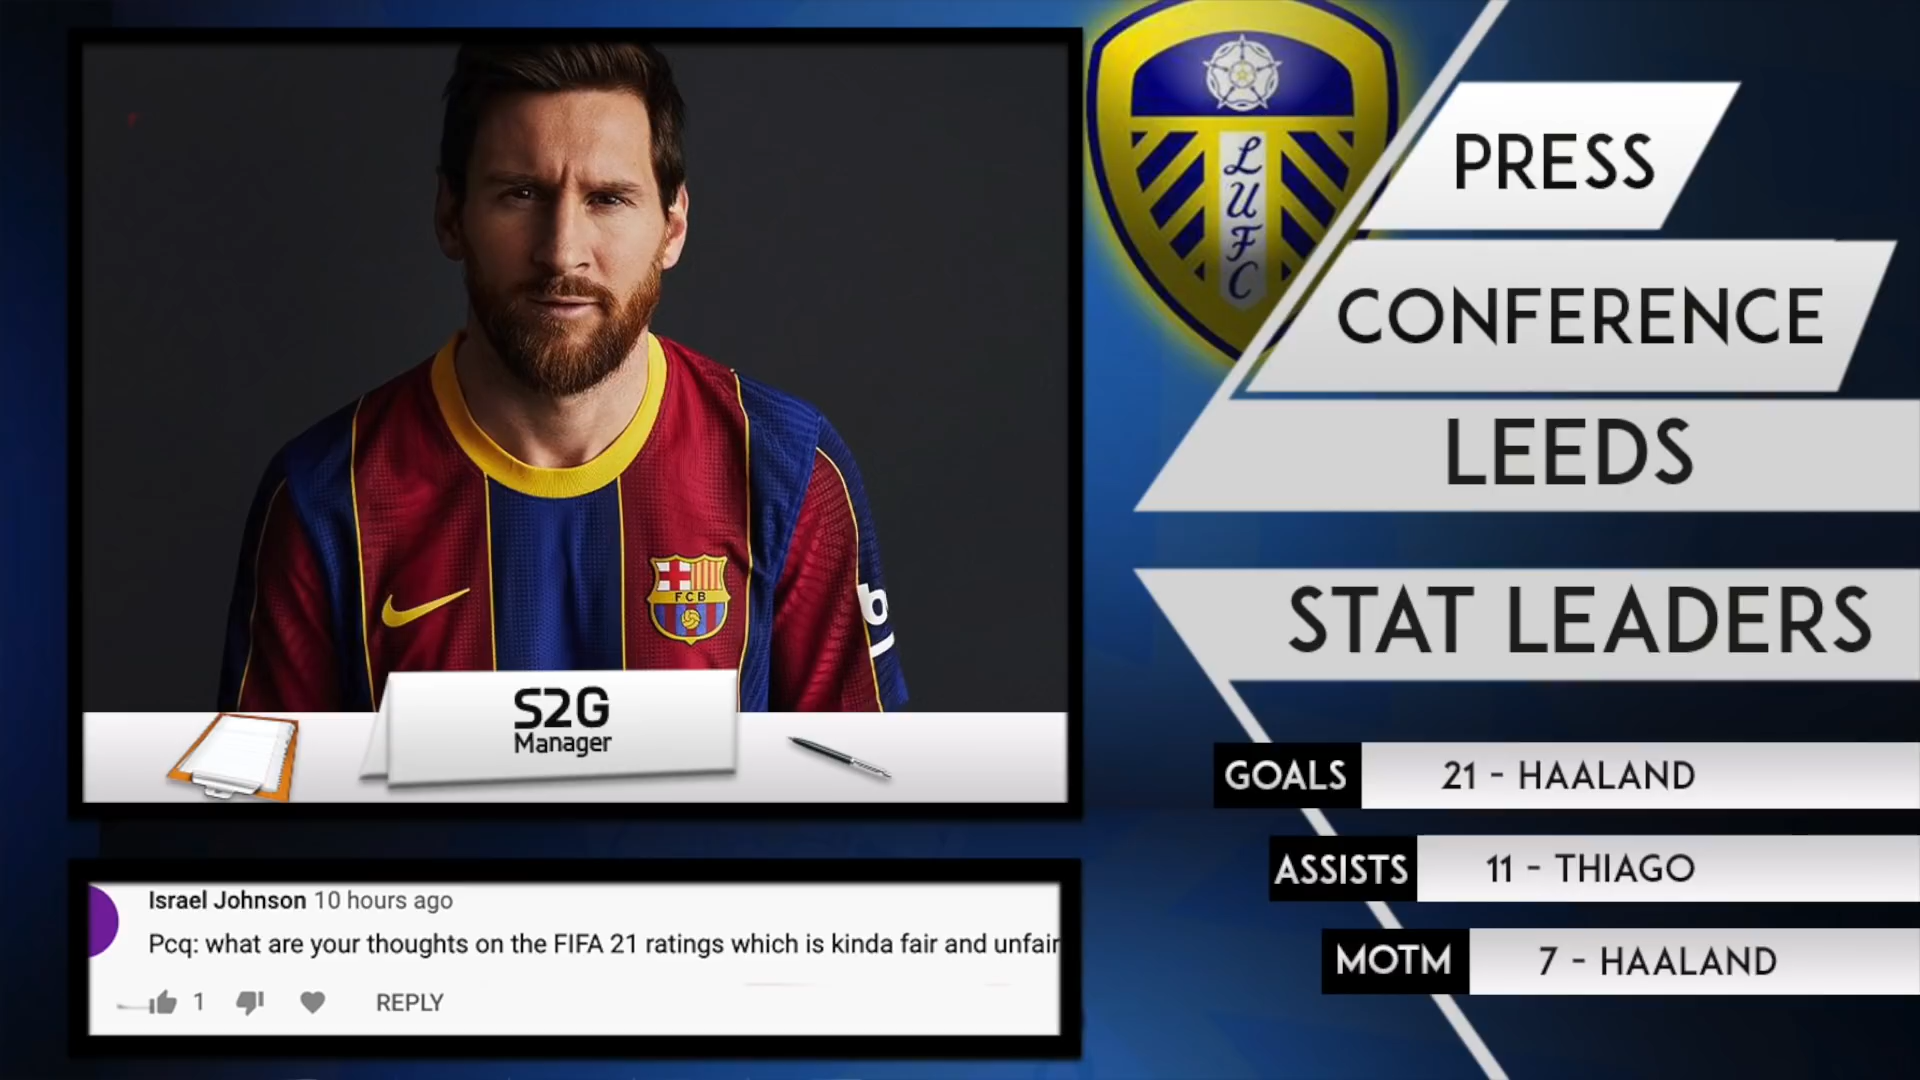 LUFC
PRESS
CONFERENCE
LEEDS
FCB
b
S2G
Manager
STAT LEADERS
GOALS 21 - HAALAND
ASSISTS 11 - THIAGO
MOTM 7 - HAALAND
Israel Johnson 10 hours ago
Pcq: what are your thoughts on the FIFA 21 ratings which is kinda fair and unfair
1 REPLY